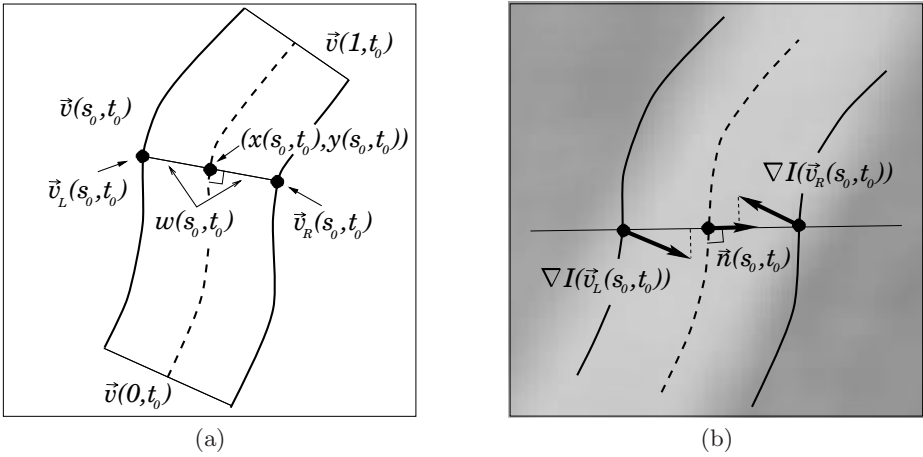 v⃗(1,t₀)
v⃗(s₀,t₀)
(x(s₀,t₀),y(s₀,t₀))
v⃗_L(s₀,t₀)
w(s₀,t₀)
v⃗_R(s₀,t₀)
v⃗(0,t₀)
(a)
∇I(v⃗_R(s₀,t₀))
n⃗(s₀,t₀)
∇I(v⃗_L(s₀,t₀))
(b)